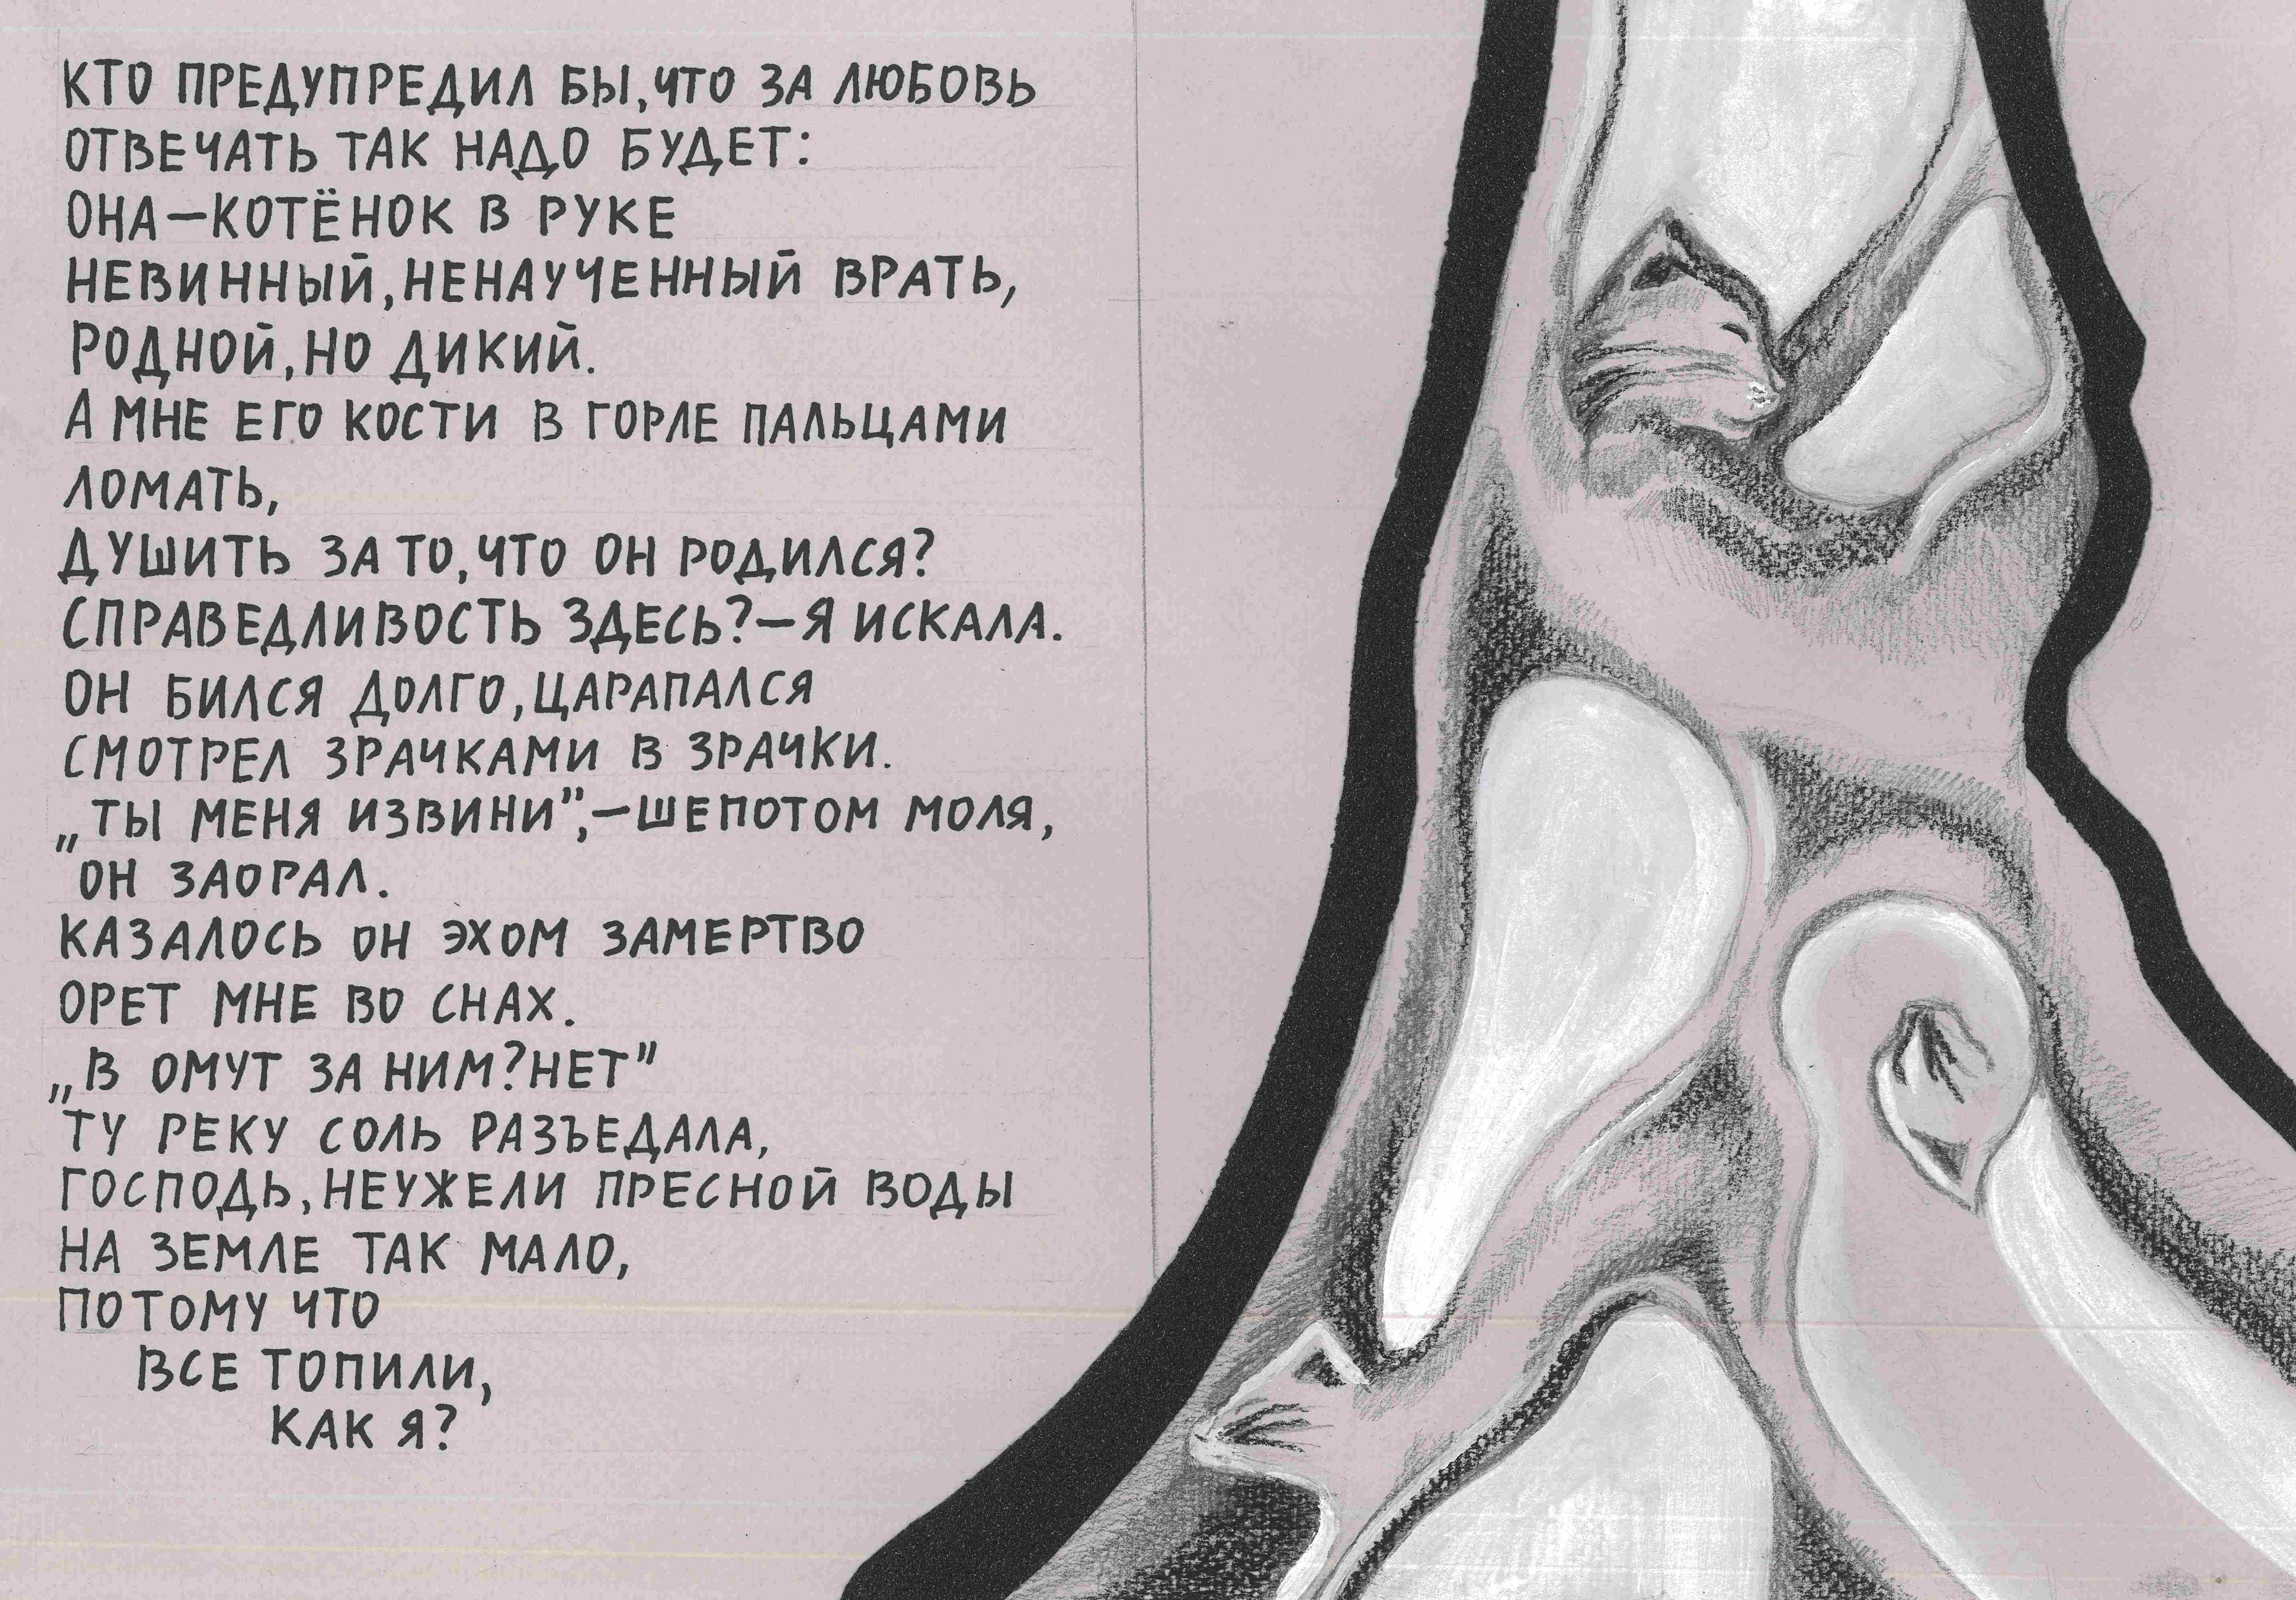 КТО ПРЕДУПРЕДИЛ БЫ,ЧТО ЗА ЛЮБОВЬ
ОТВЕЧАТЬ ТАК НАДО БУДЕТ:
ОНА—КОТЁНОК В РУКЕ
НЕВИННЫЙ,НЕНАУЧЕННЫЙ ВРАТЬ,
РОДНОЙ,НО ДИКИЙ.
А МНЕ ЕГО КОСТИ В ГОРЛЕ ПАЛЬЦАМИ
ЛОМАТЬ,
ДУШИТЬ ЗА ТО,ЧТО ОН РОДИЛСЯ?
СПРАВЕДЛИВОСТЬ ЗДЕСЬ?—Я ИСКАЛА.
ОН БИЛСЯ ДОЛГО,ЦАРАПАЛСЯ
СМОТРЕЛ ЗРАЧКАМИ В ЗРАЧКИ.
„ТЫ МЕНЯ ИЗВИНИ”,—ШЕПОТОМ МОЛЯ,
ОН ЗАОРАЛ.
КАЗАЛОСЬ ОН ЭХОМ ЗАМЕРТВО
ОРЕТ МНЕ ВО СНАХ.
„В ОМУТ ЗА НИМ?НЕТ”
ТУ РЕКУ СОЛЬ РАЗЪЕДАЛА,
ГОСПОДЬ,НЕУЖЕЛИ ПРЕСНОЙ ВОДЫ
НА ЗЕМЛЕ ТАК МАЛО,
ПОТОМУ ЧТО
ВСЕ ТОПИЛИ,
КАК Я?